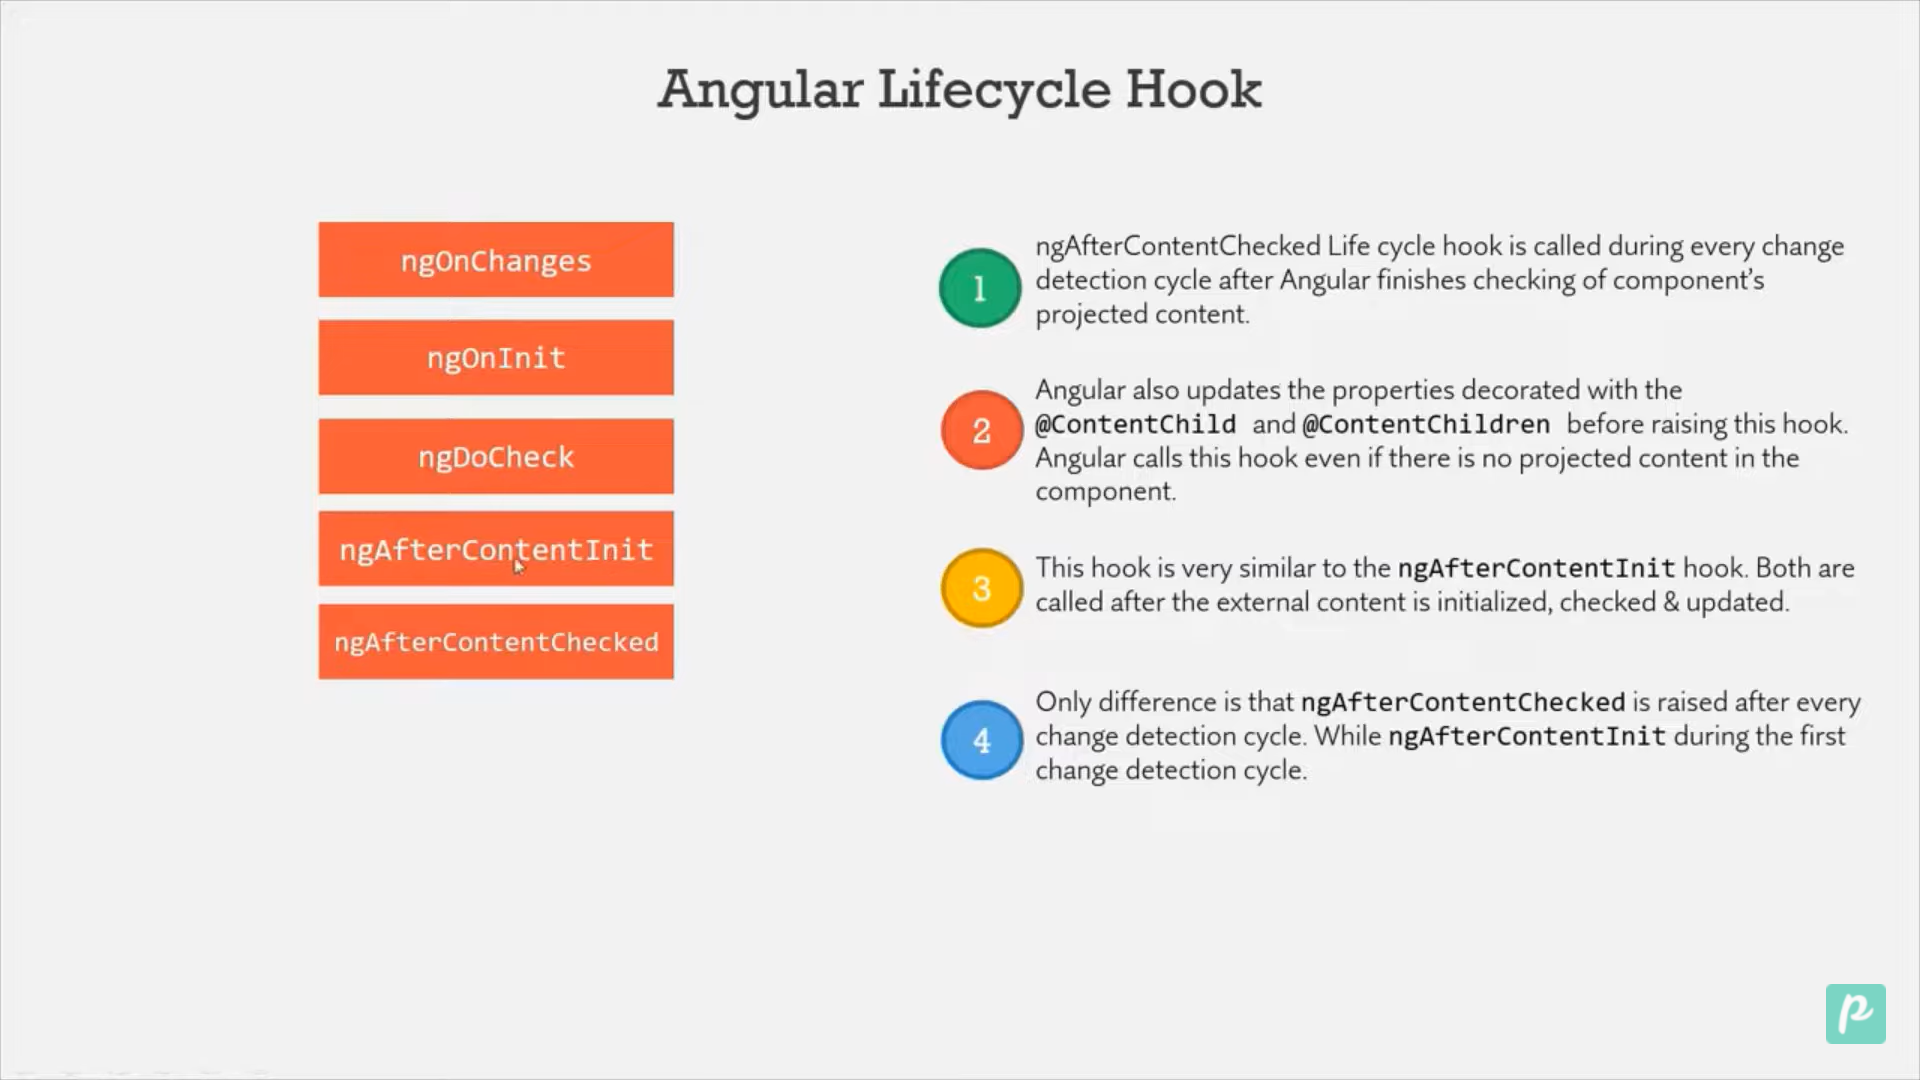 Angular Lifecycle Hook
ngOnChanges
ngOnInit
ngDoCheck
ngAfterContentInit
ngAfterContentChecked
1
ngAfterContentChecked Life cycle hook is called during every change
detection cycle after Angular finishes checking of component’s
projected content.
2
Angular also updates the properties decorated with the
@ContentChild and @ContentChildren before raising this hook.
Angular calls this hook even if there is no projected content in the
component.
3
This hook is very similar to the ngAfterContentInit hook. Both are
called after the external content is initialized, checked & updated.
4
Only difference is that ngAfterContentChecked is raised after every
change detection cycle. While ngAfterContentInit during the first
change detection cycle.
p